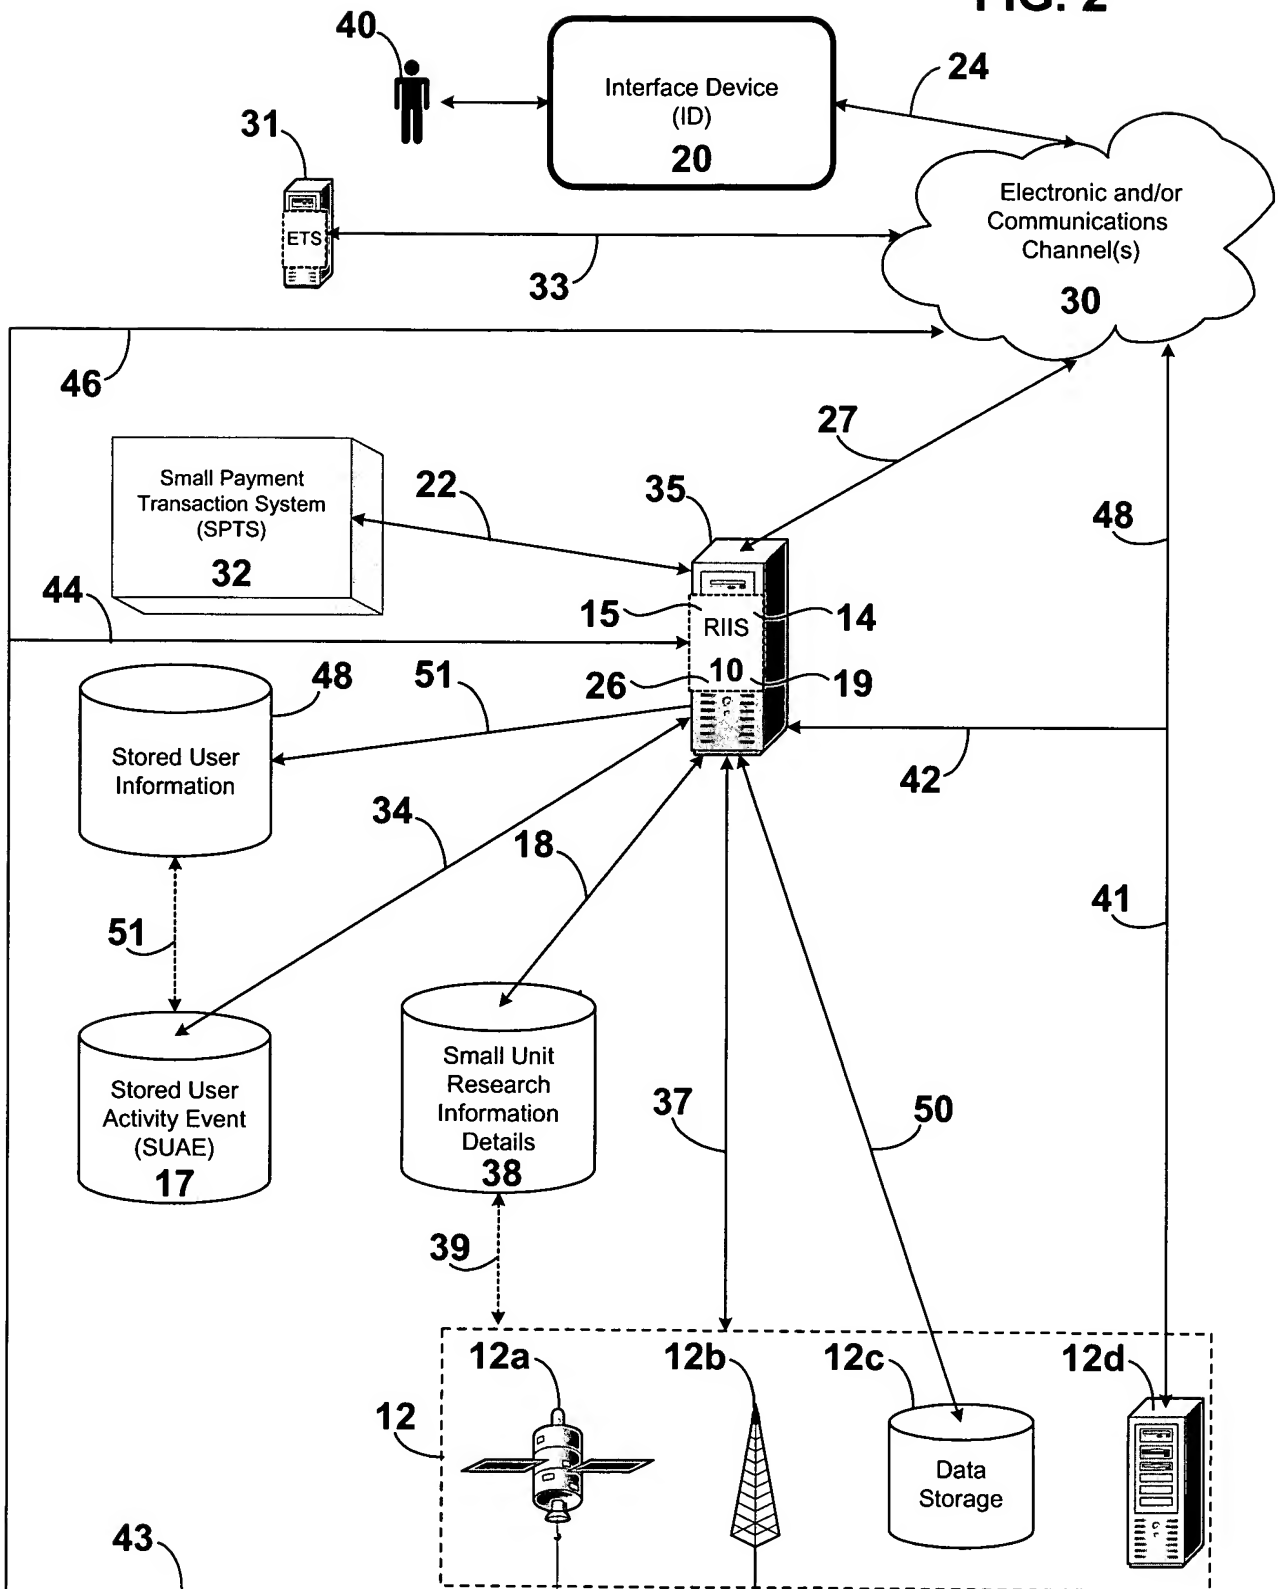 FIG. 2
40
Interface Device
(ID)
20
24
31
ETS
33
Electronic and/or
Communications
Channel(s)
30
46
27
Small Payment
Transaction System
(SPTS)
32
22
35
48
44
15
RIIS
14
10
26
19
48
51
Stored User
Information
42
34
18
41
51
Stored User
Activity Event
(SUAE)
17
Small Unit
Research
Information
Details
38
37
50
39
12a
12b
12c
12d
12
Data
Storage
43